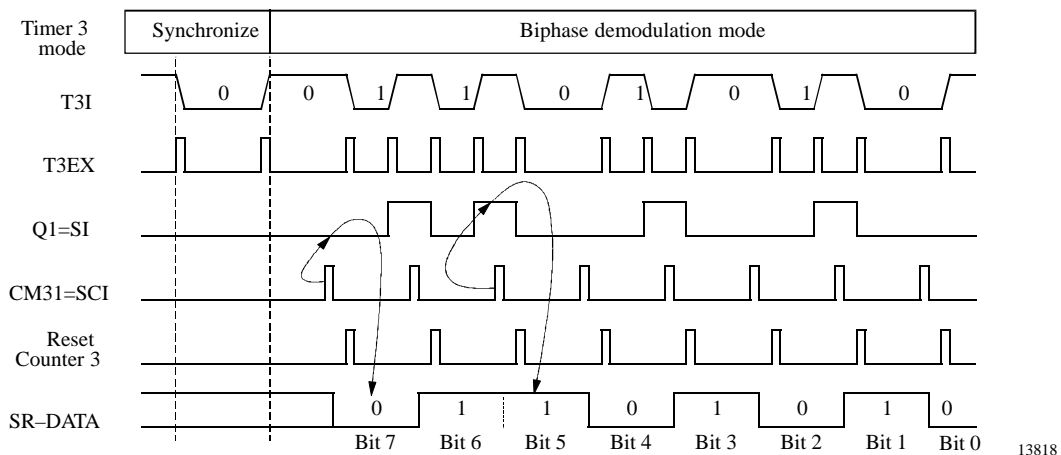 Timer 3
mode
Synchronize
Biphase demodulation mode
T3I
0 0 1 1 0 1 0 1 0
T3EX
Q1=SI
CM31=SCI
Reset
Counter 3
SR–DATA
0 1 1 0 1 0 1 0
Bit 7 Bit 6 Bit 5 Bit 4 Bit 3 Bit 2 Bit 1 Bit 0
13818